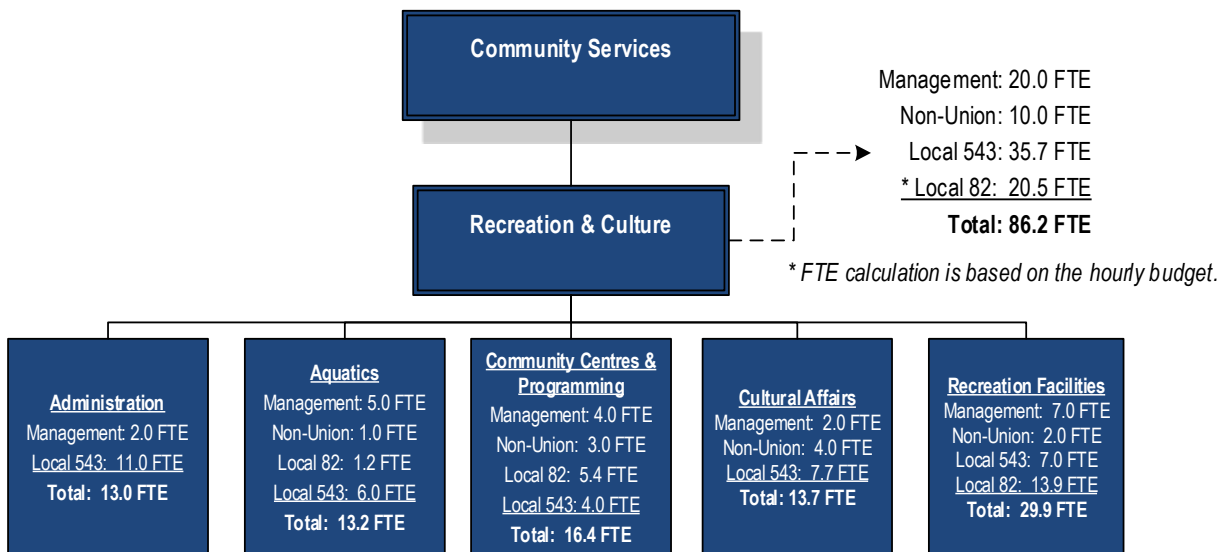 Community Services
Management: 20.0 FTE
Non-Union: 10.0 FTE
Local 543: 35.7 FTE
* Local 82: 20.5 FTE
Total: 86.2 FTE
* FTE calculation is based on the hourly budget.
Recreation & Culture
Administration
Management: 2.0 FTE
Local 543: 11.0 FTE
Total: 13.0 FTE
Aquatics
Management: 5.0 FTE
Non-Union: 1.0 FTE
Local 82: 1.2 FTE
Local 543: 6.0 FTE
Total: 13.2 FTE
Community Centres &
Programming
Management: 4.0 FTE
Non-Union: 3.0 FTE
Local 82: 5.4 FTE
Local 543: 4.0 FTE
Total: 16.4 FTE
Cultural Affairs
Management: 2.0 FTE
Non-Union: 4.0 FTE
Local 543: 7.7 FTE
Total: 13.7 FTE
Recreation Facilities
Management: 7.0 FTE
Non-Union: 2.0 FTE
Local 543: 7.0 FTE
Local 82: 13.9 FTE
Total: 29.9 FTE